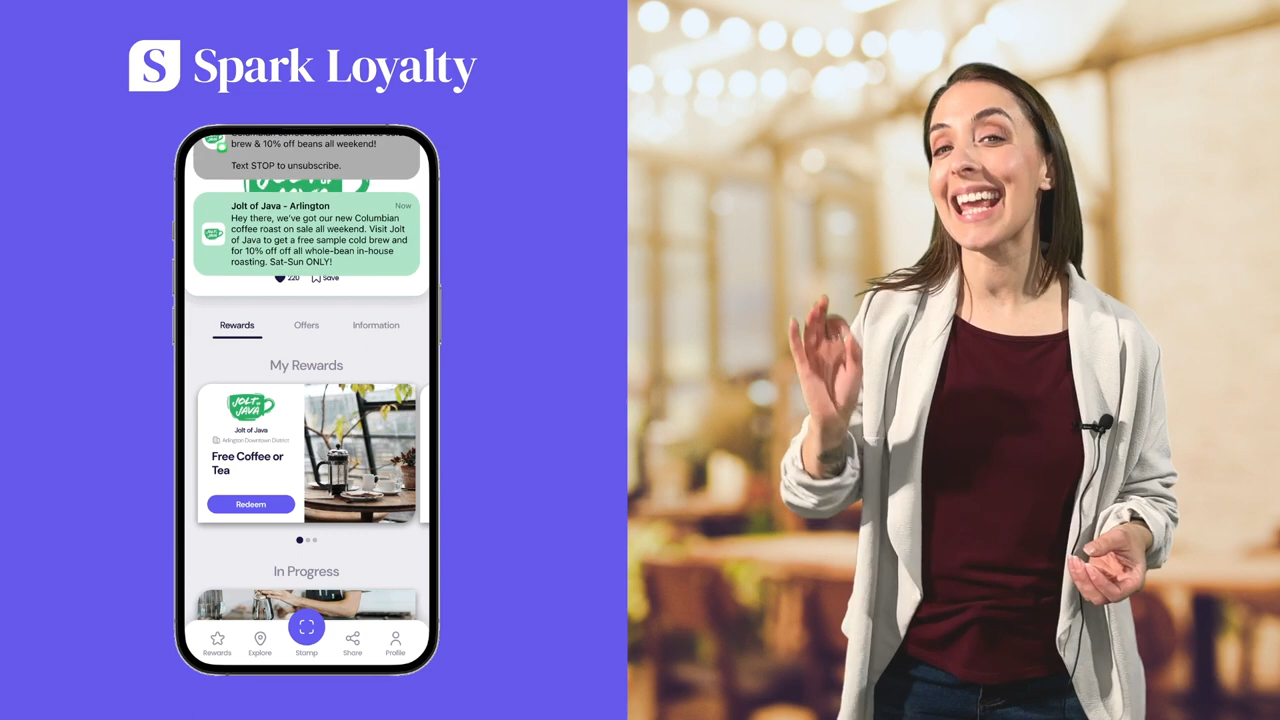 S Spark Loyalty
brew & 10% off beans all weekend!
Text STOP to unsubscribe.
Jolt of Java - Arlington Now
Hey there, we've got our new Columbian
coffee roast on sale all weekend. Visit Jolt
of Java to get a free sample cold brew and
for 10% off off all whole-bean in-house
roasting. Sat-Sun ONLY!
220 Save
Rewards Offers Information
My Rewards
JOLT
OF
JAVA
Jolt of Java
Arlington Downtown District
Free Coffee or
Tea
Redeem
In Progress
Rewards Explore Stamp Share Profile